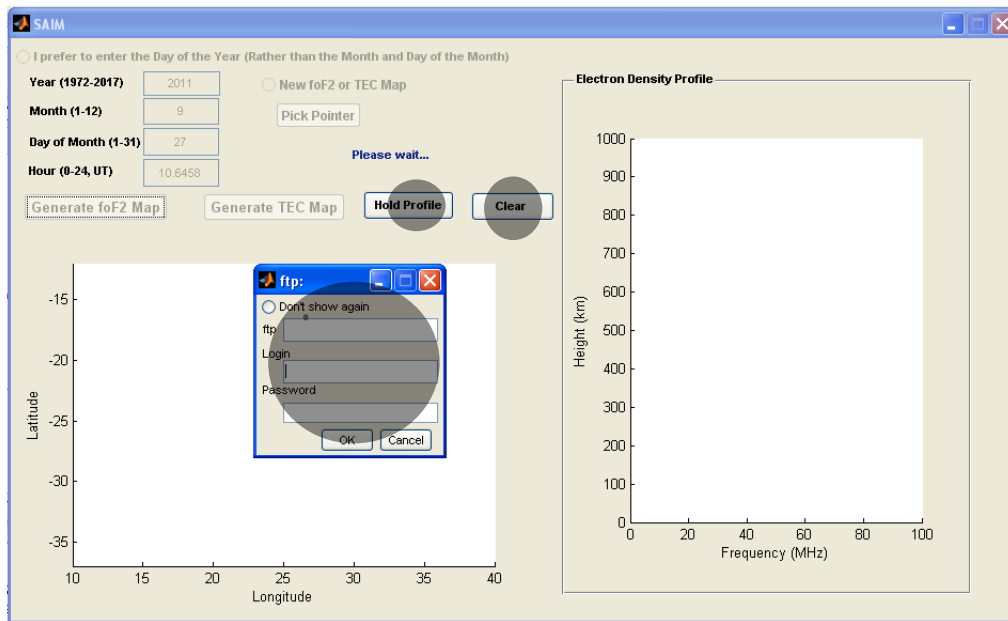 SAIM
I prefer to enter the Day of the Year (Rather than the Month and Day of the Month)
Year (1972-2017) 2011
New foF2 or TEC Map
Month (1-12) 9
Pick Pointer
Day of Month (1-31) 27
Please wait...
Hour (0-24, UT) 10.6458
Generate foF2 Map
Generate TEC Map
Hold Profile
Clear
ftp:
Don't show again
ftp
Login
Password
OK
Cancel
-15
-20
-25
-30
-35
Latitude
10 15 20 25 30 35 40
Longitude
Electron Density Profile
1000
900
800
700
600
500
400
300
200
100
0
Height (km)
0 20 40 60 80 100
Frequency (MHz)